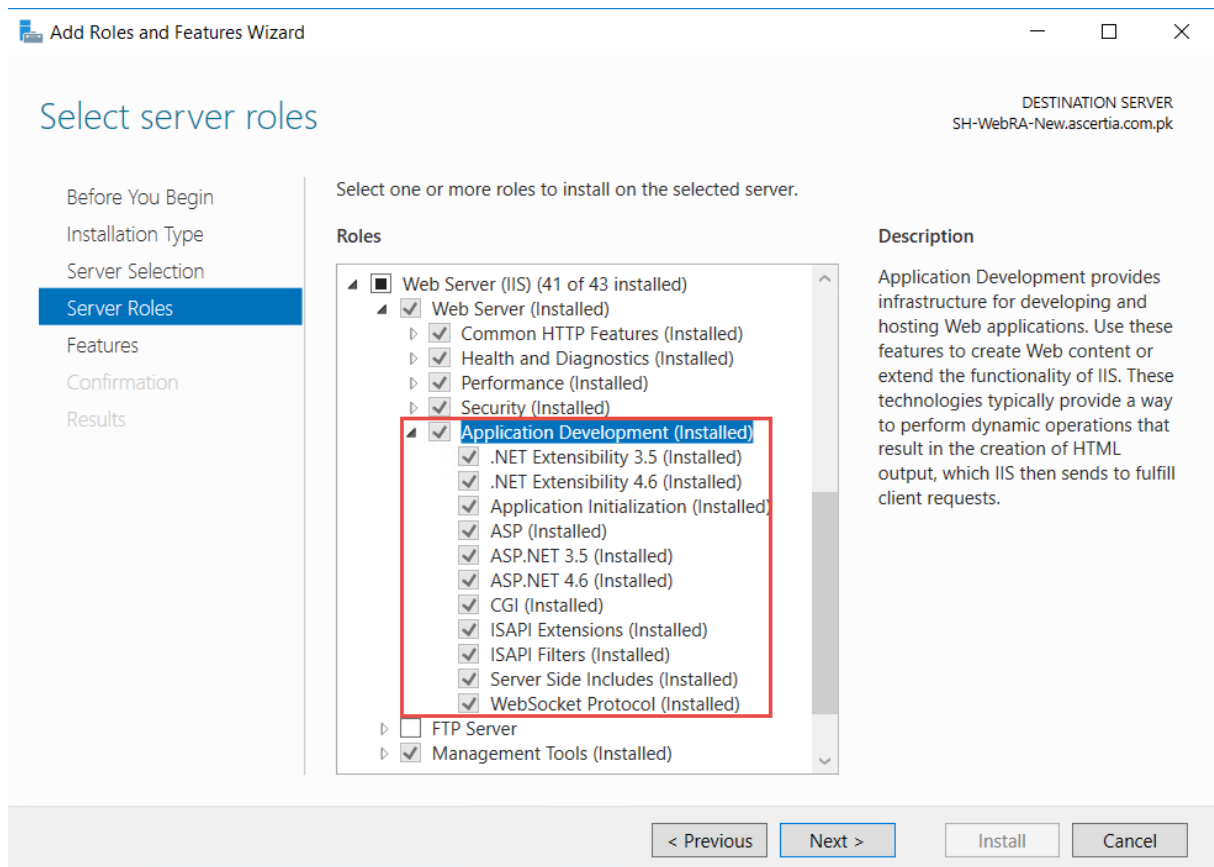 Add Roles and Features Wizard
Select server roles
DESTINATION SERVER
SH-WebRA-New.ascertia.com.pk
Before You Begin
Installation Type
Server Selection
Server Roles
Features
Confirmation
Results
Select one or more roles to install on the selected server.
Roles
Web Server (IIS) (41 of 43 installed)
Web Server (Installed)
Common HTTP Features (Installed)
Health and Diagnostics (Installed)
Performance (Installed)
Security (Installed)
Application Development (Installed)
.NET Extensibility 3.5 (Installed)
.NET Extensibility 4.6 (Installed)
Application Initialization (Installed)
ASP (Installed)
ASP.NET 3.5 (Installed)
ASP.NET 4.6 (Installed)
CGI (Installed)
ISAPI Extensions (Installed)
ISAPI Filters (Installed)
Server Side Includes (Installed)
WebSocket Protocol (Installed)
FTP Server
Management Tools (Installed)
Description
Application Development provides
infrastructure for developing and
hosting Web applications. Use these
features to create Web content or
extend the functionality of IIS. These
technologies typically provide a way
to perform dynamic operations that
result in the creation of HTML
output, which IIS then sends to fulfill
client requests.
< Previous
Next >
Install
Cancel